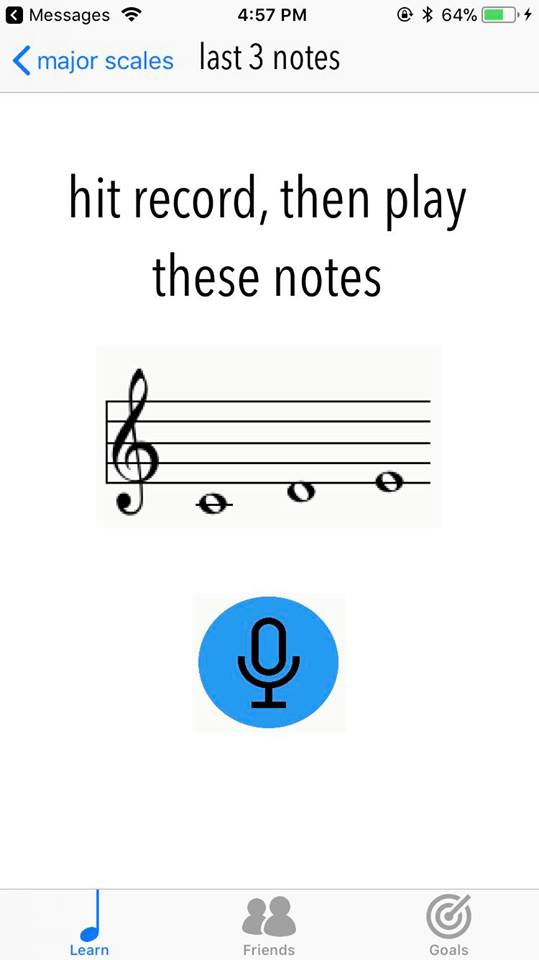 Messages 4:57 PM 64%
major scales last 3 notes
hit record, then play
these notes
Learn Friends Goals